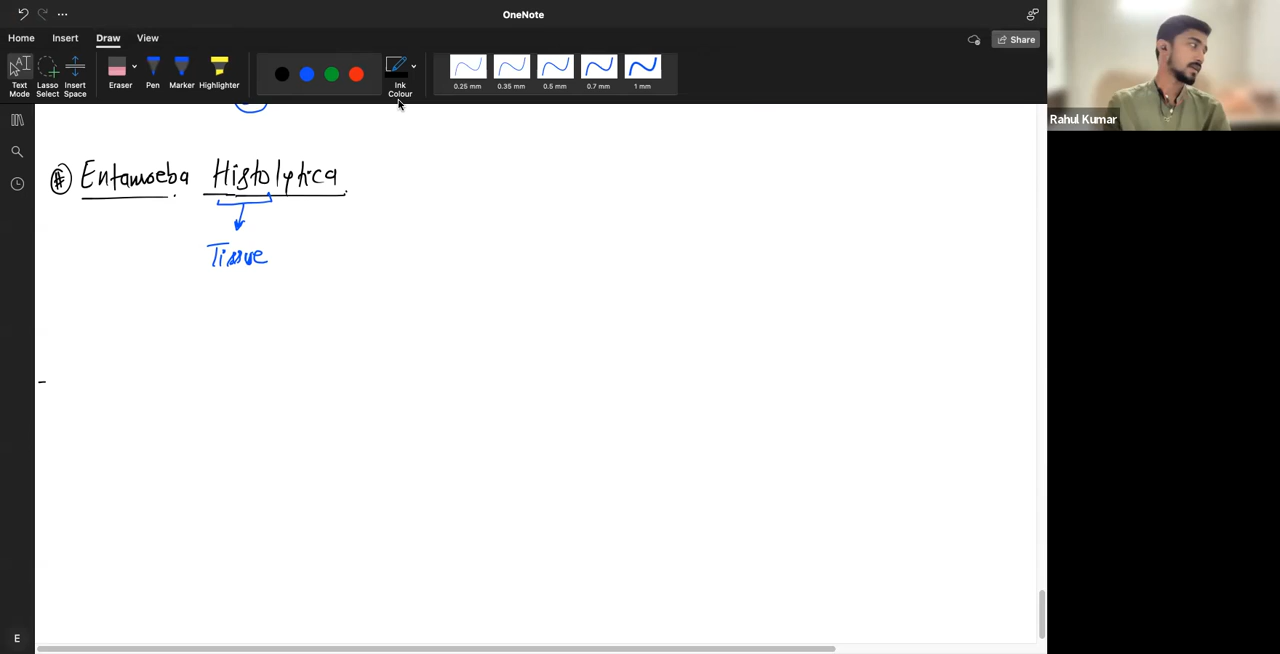 OneNote
Home Insert Draw View
Share
Text Mode
Lasso Select
Insert Space
Eraser
Pen
Marker
Highlighter
Ink Colour
0.25 mm
0.35 mm
0.5 mm
0.7 mm
1 mm
Rahul Kumar
# Entamoeba Histolytica.
Tissue
E